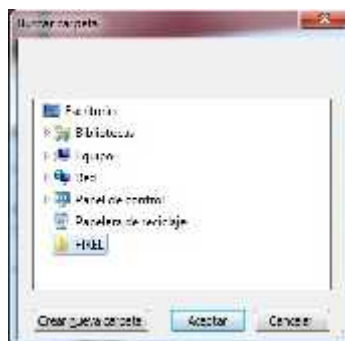 Buscar carpeta
Escritorio
Bibliotecas
Equipo
Red
Panel de control
Papelera de reciclaje
PIXEL
Crear nueva carpeta
Aceptar
Cancelar